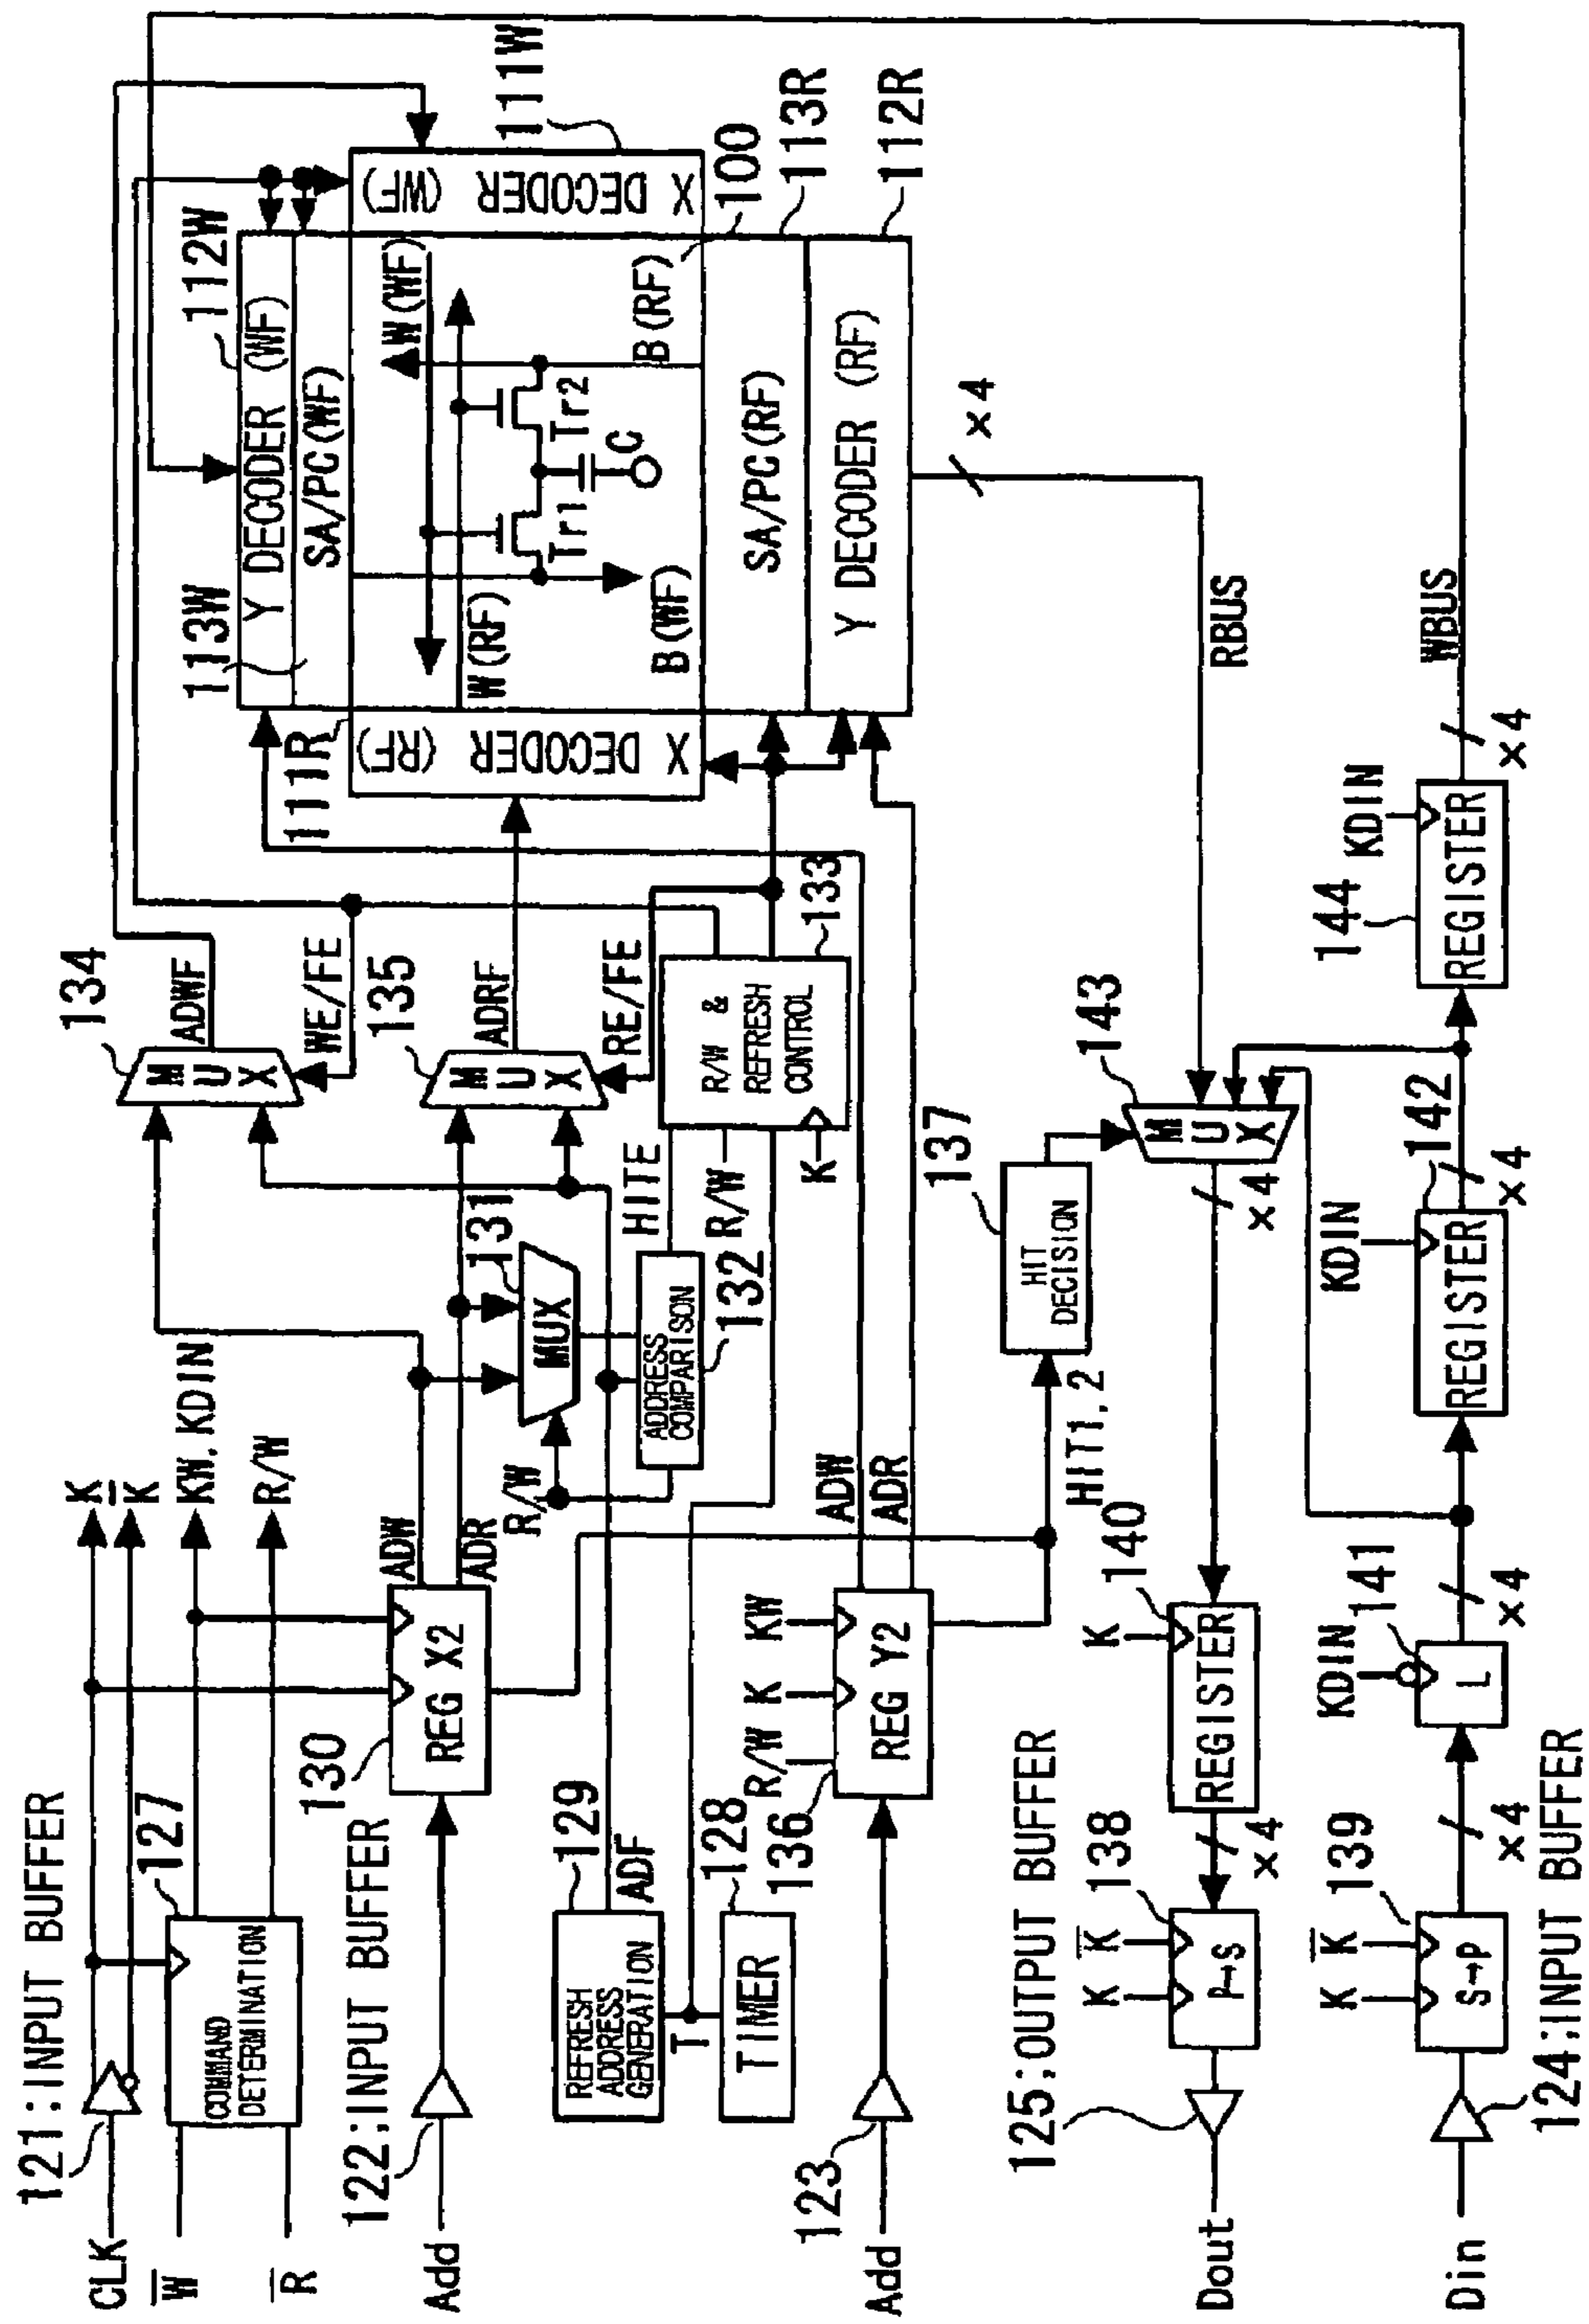 121;INPUT BUFFER
CLK
W
R
COMMAND
DETERMINATION
127
K
K
KW,KDIN
R/W
122;INPUT BUFFER
Add
130
REG X2
ADW
ADR
134
MUX
ADWF
WE/FE
135
MUX
ADRF
RE/FE
131
MUX
R/W
ADDRESS
COMPARISON
132
HITE
R/W
K
R/W &
REFRESH
CONTROL
133
129
REFRESH
ADDRESS
GENERATION
ADF
T
128
TIMER
123
Add
136
R/W
K
KW
REG Y2
ADW
ADR
HIT1,2
137
HIT
DECISION
111R
X DECODER (RF)
113W
112W
Y DECODER (WF)
SA/PC(WF)
111W
X DECODER (WF)
W(RF)
W(WF)
Tr1
Tr2
C
B(WF)
B(RF)
100
SA/PC(RF)
113R
Y DECODER (RF)
112R
×4
RBUS
143
MUX
×4
140
K
REGISTER
×4
138
K
K
P→S
125;OUTPUT BUFFER
Dout
Din
124;INPUT BUFFER
139
K
K
S→P
×4
KDIN
141
L
×4
KDIN
142
REGISTER
×4
144
KDIN
REGISTER
×4
WBUS